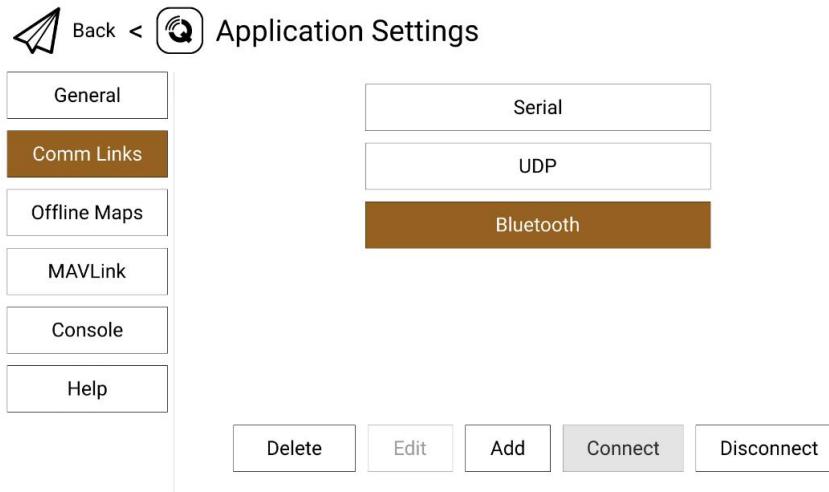 Back < Application Settings
General
Comm Links
Offline Maps
MAVLink
Console
Help
Serial
UDP
Bluetooth
Delete Edit Add Connect Disconnect